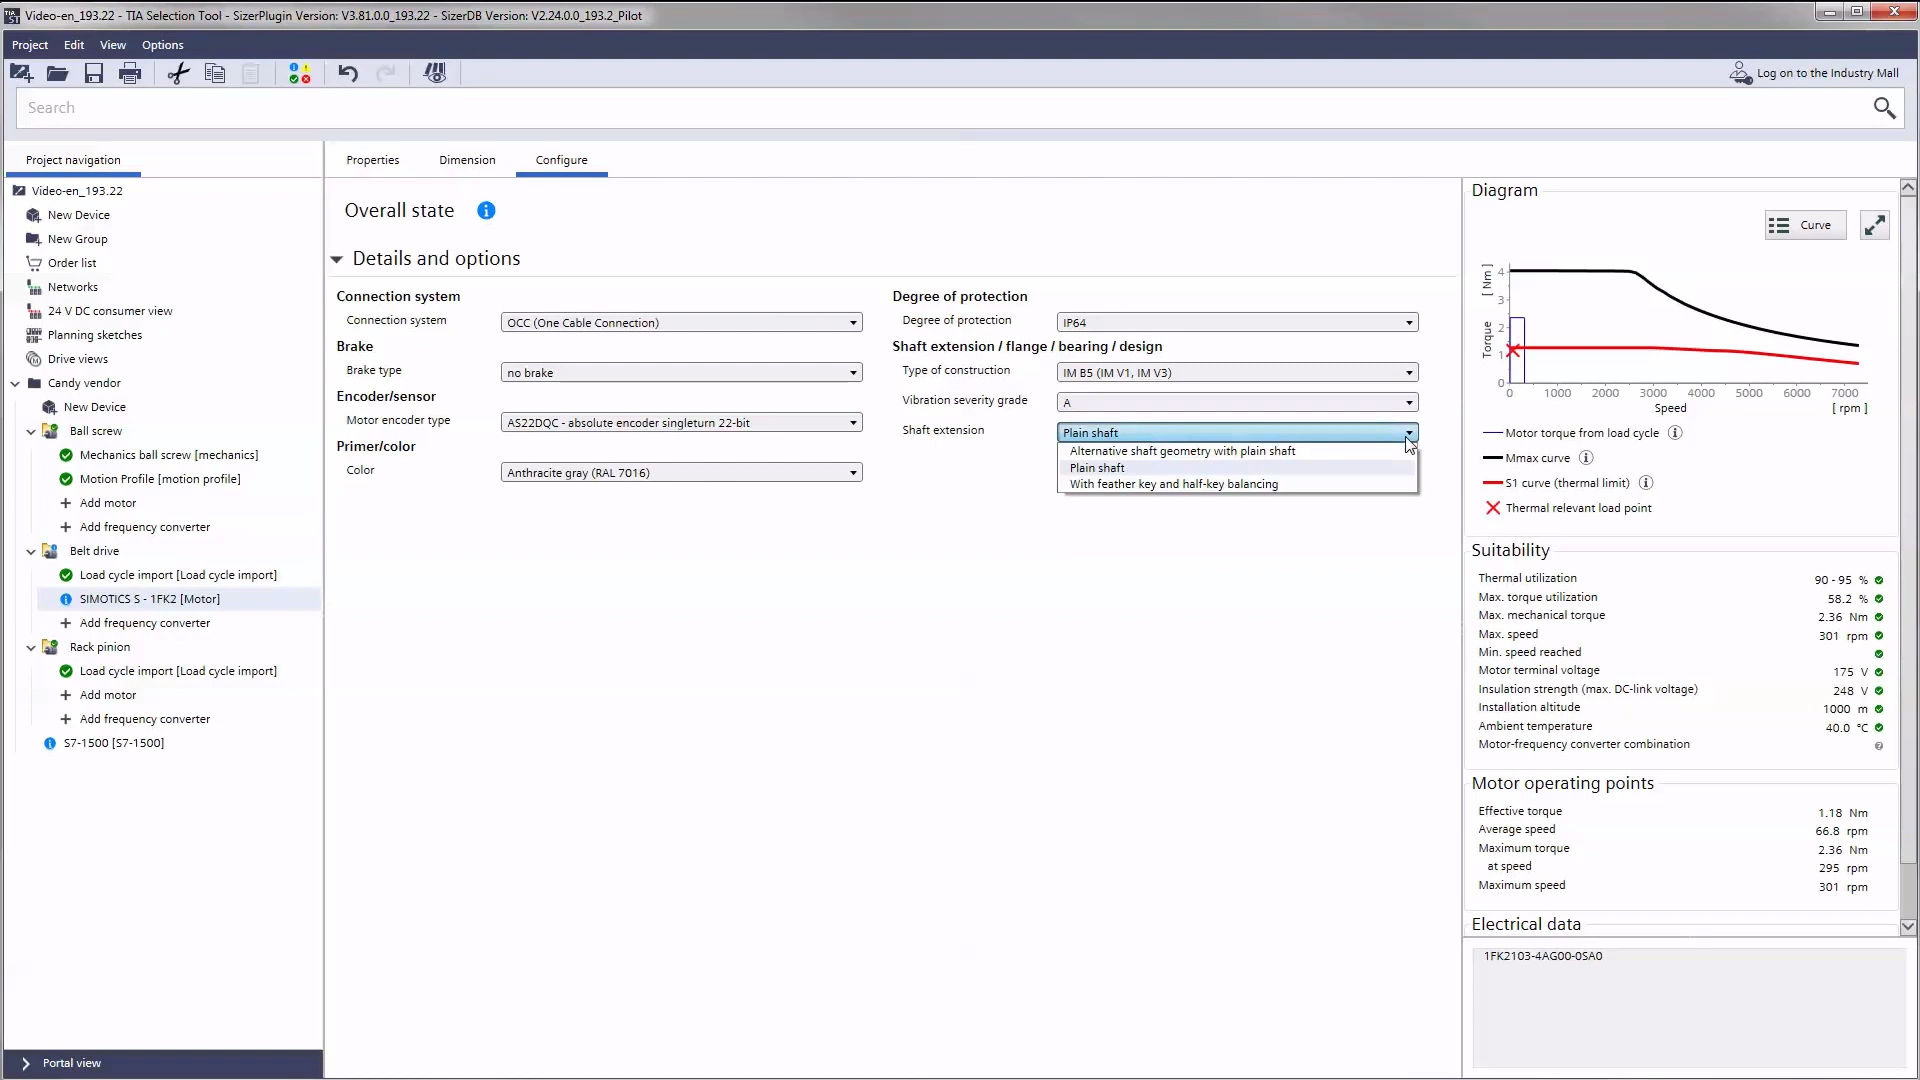 Video-en_193.22 - TIA Selection Tool - SizerPlugin Version: V3.81.0.0_193.22 - SizerDB Version: V2.24.0.0_193.2_Pilot
Project Edit View Options
Log on to the Industry Mall
Search
Project navigation
Video-en_193.22
New Device
New Group
Order list
Networks
24 V DC consumer view
Planning sketches
Drive views
Candy vendor
New Device
Ball screw
Mechanics ball screw [mechanics]
Motion Profile [motion profile]
Add motor
Add frequency converter
Belt drive
Load cycle import [Load cycle import]
SIMOTICS S - 1FK2 [Motor]
Add frequency converter
Rack pinion
Load cycle import [Load cycle import]
Add motor
Add frequency converter
S7-1500 [S7-1500]
Portal view
Properties Dimension Configure
Overall state
Details and options
Connection system
Connection system OCC (One Cable Connection)
Brake
Brake type no brake
Encoder/sensor
Motor encoder type AS22DQC - absolute encoder singleturn 22-bit
Primer/color
Color Anthracite gray (RAL 7016)
Degree of protection
Degree of protection IP64
Shaft extension / flange / bearing / design
Type of construction IM B5 (IM V1, IM V3)
Vibration severity grade A
Shaft extension Plain shaft
Alternative shaft geometry with plain shaft
Plain shaft
With feather key and half-key balancing
Diagram
Curve
[ Nm ]
Torque
4
3
2
1
0
0 1000 2000 3000 4000 5000 6000 7000
Speed [ rpm ]
Motor torque from load cycle
Mmax curve
S1 curve (thermal limit)
Thermal relevant load point
Suitability
Thermal utilization 90 - 95 %
Max. torque utilization 58.2 %
Max. mechanical torque 2.36 Nm
Max. speed 301 rpm
Min. speed reached
Motor terminal voltage 175 V
Insulation strength (max. DC-link voltage) 248 V
Installation altitude 1000 m
Ambient temperature 40.0 °C
Motor-frequency converter combination
Motor operating points
Effective torque 1.18 Nm
Average speed 66.8 rpm
Maximum torque 2.36 Nm
at speed 295 rpm
Maximum speed 301 rpm
Electrical data
1FK2103-4AG00-0SA0